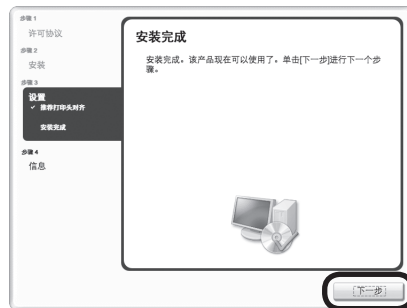 步骤 1
许可协议
步骤 2
安装
步骤 3
设置
✓ 推荐打印头对齐
安装完成
步骤 4
信息
安装完成
安装完成。该产品现在可以使用了。单击[下一步]进行下一个步
骤。
下一步